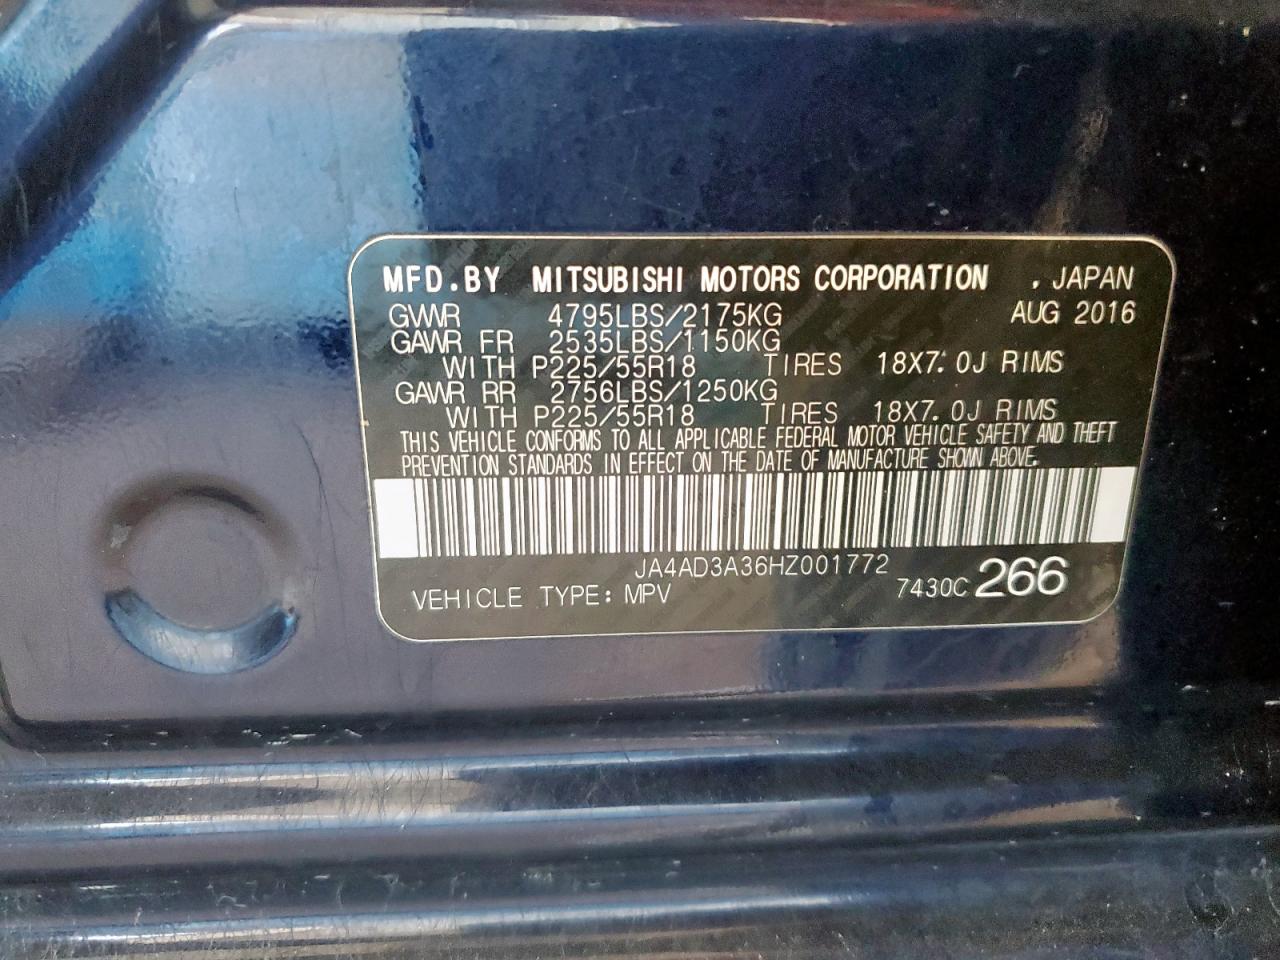 MFD.BY MITSUBISHI MOTORS CORPORATION . JAPAN
GVWR 4795LBS/2175KG AUG 2016
GAWR FR 2535LBS/1150KG
WITH P225/55R18 TIRES 18X7.0J RIMS
GAWR RR 2756LBS/1250KG
WITH P225/55R18 TIRES 18X7.0J RIMS
THIS VEHICLE CONFORMS TO ALL APPLICABLE FEDERAL MOTOR VEHICLE SAFETY AND THEFT
PREVENTION STANDARDS IN EFFECT ON THE DATE OF MANUFACTURE SHOWN ABOVE.
JA4AD3A36HZ001772
VEHICLE TYPE: MPV 7430C 266